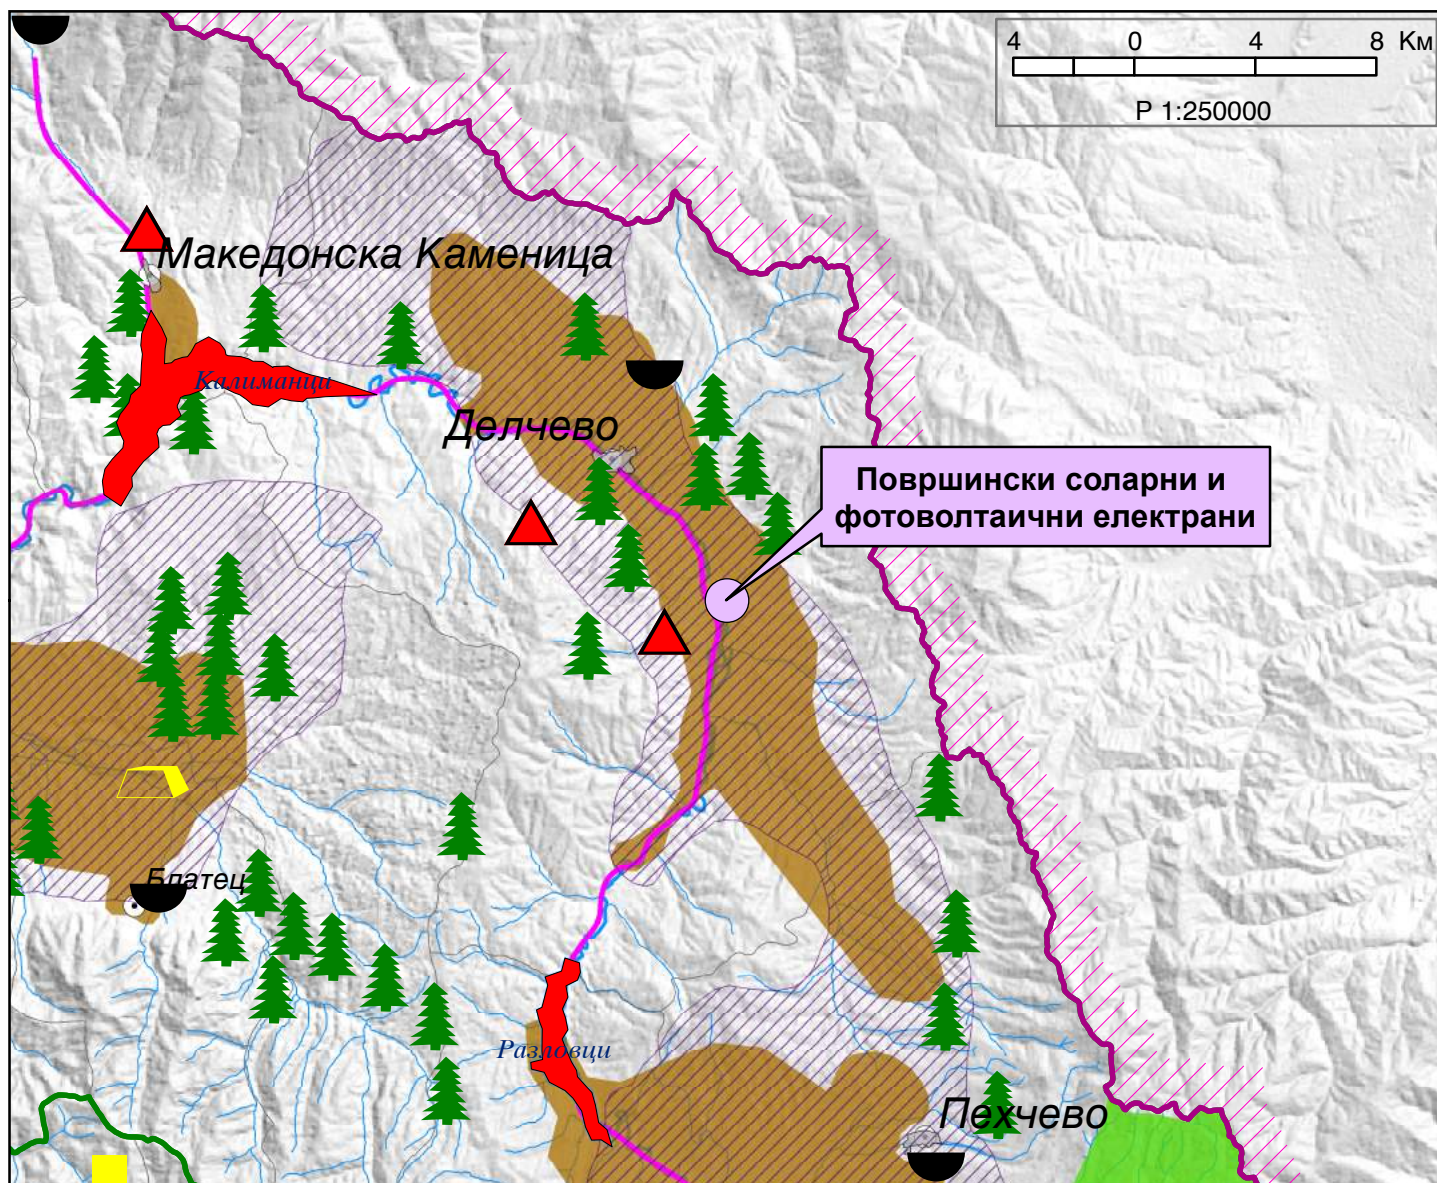 4 0 4 8 Км
Р 1:250000
Македонска Каменица
Калиманци
Делчево
Површински соларни и
фотоволтаични електрани
Блатец
Разловци
Пехчево